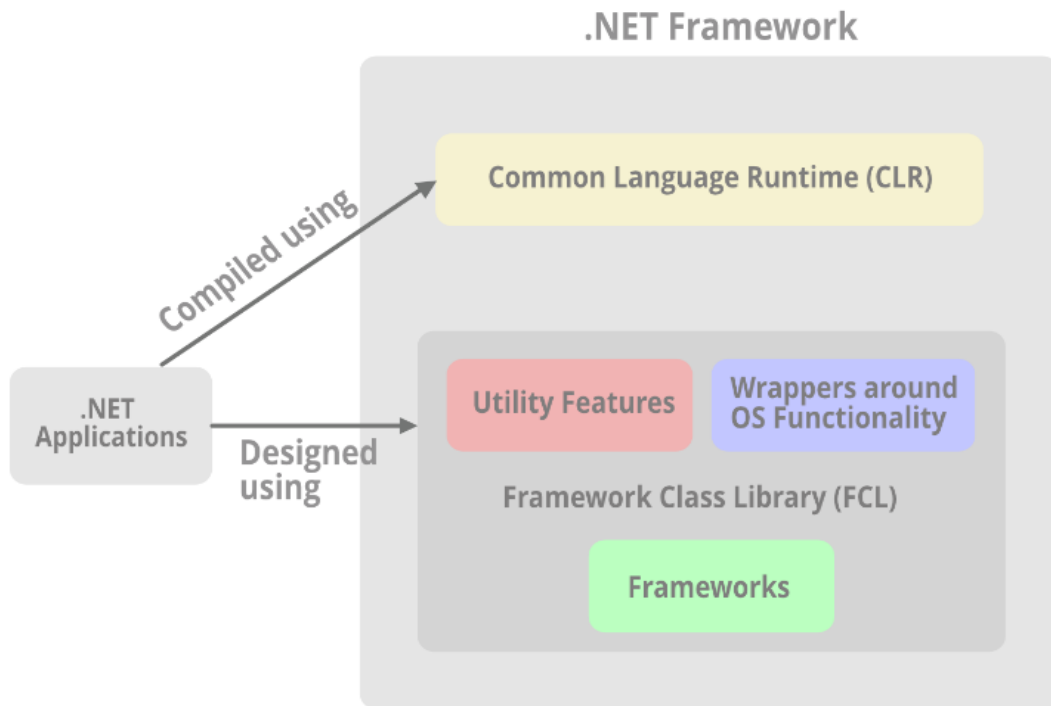 .NET Framework
Common Language Runtime (CLR)
Compiled using
.NET
Applications
Designed
using
Utility Features
Wrappers around
OS Functionality
Framework Class Library (FCL)
Frameworks